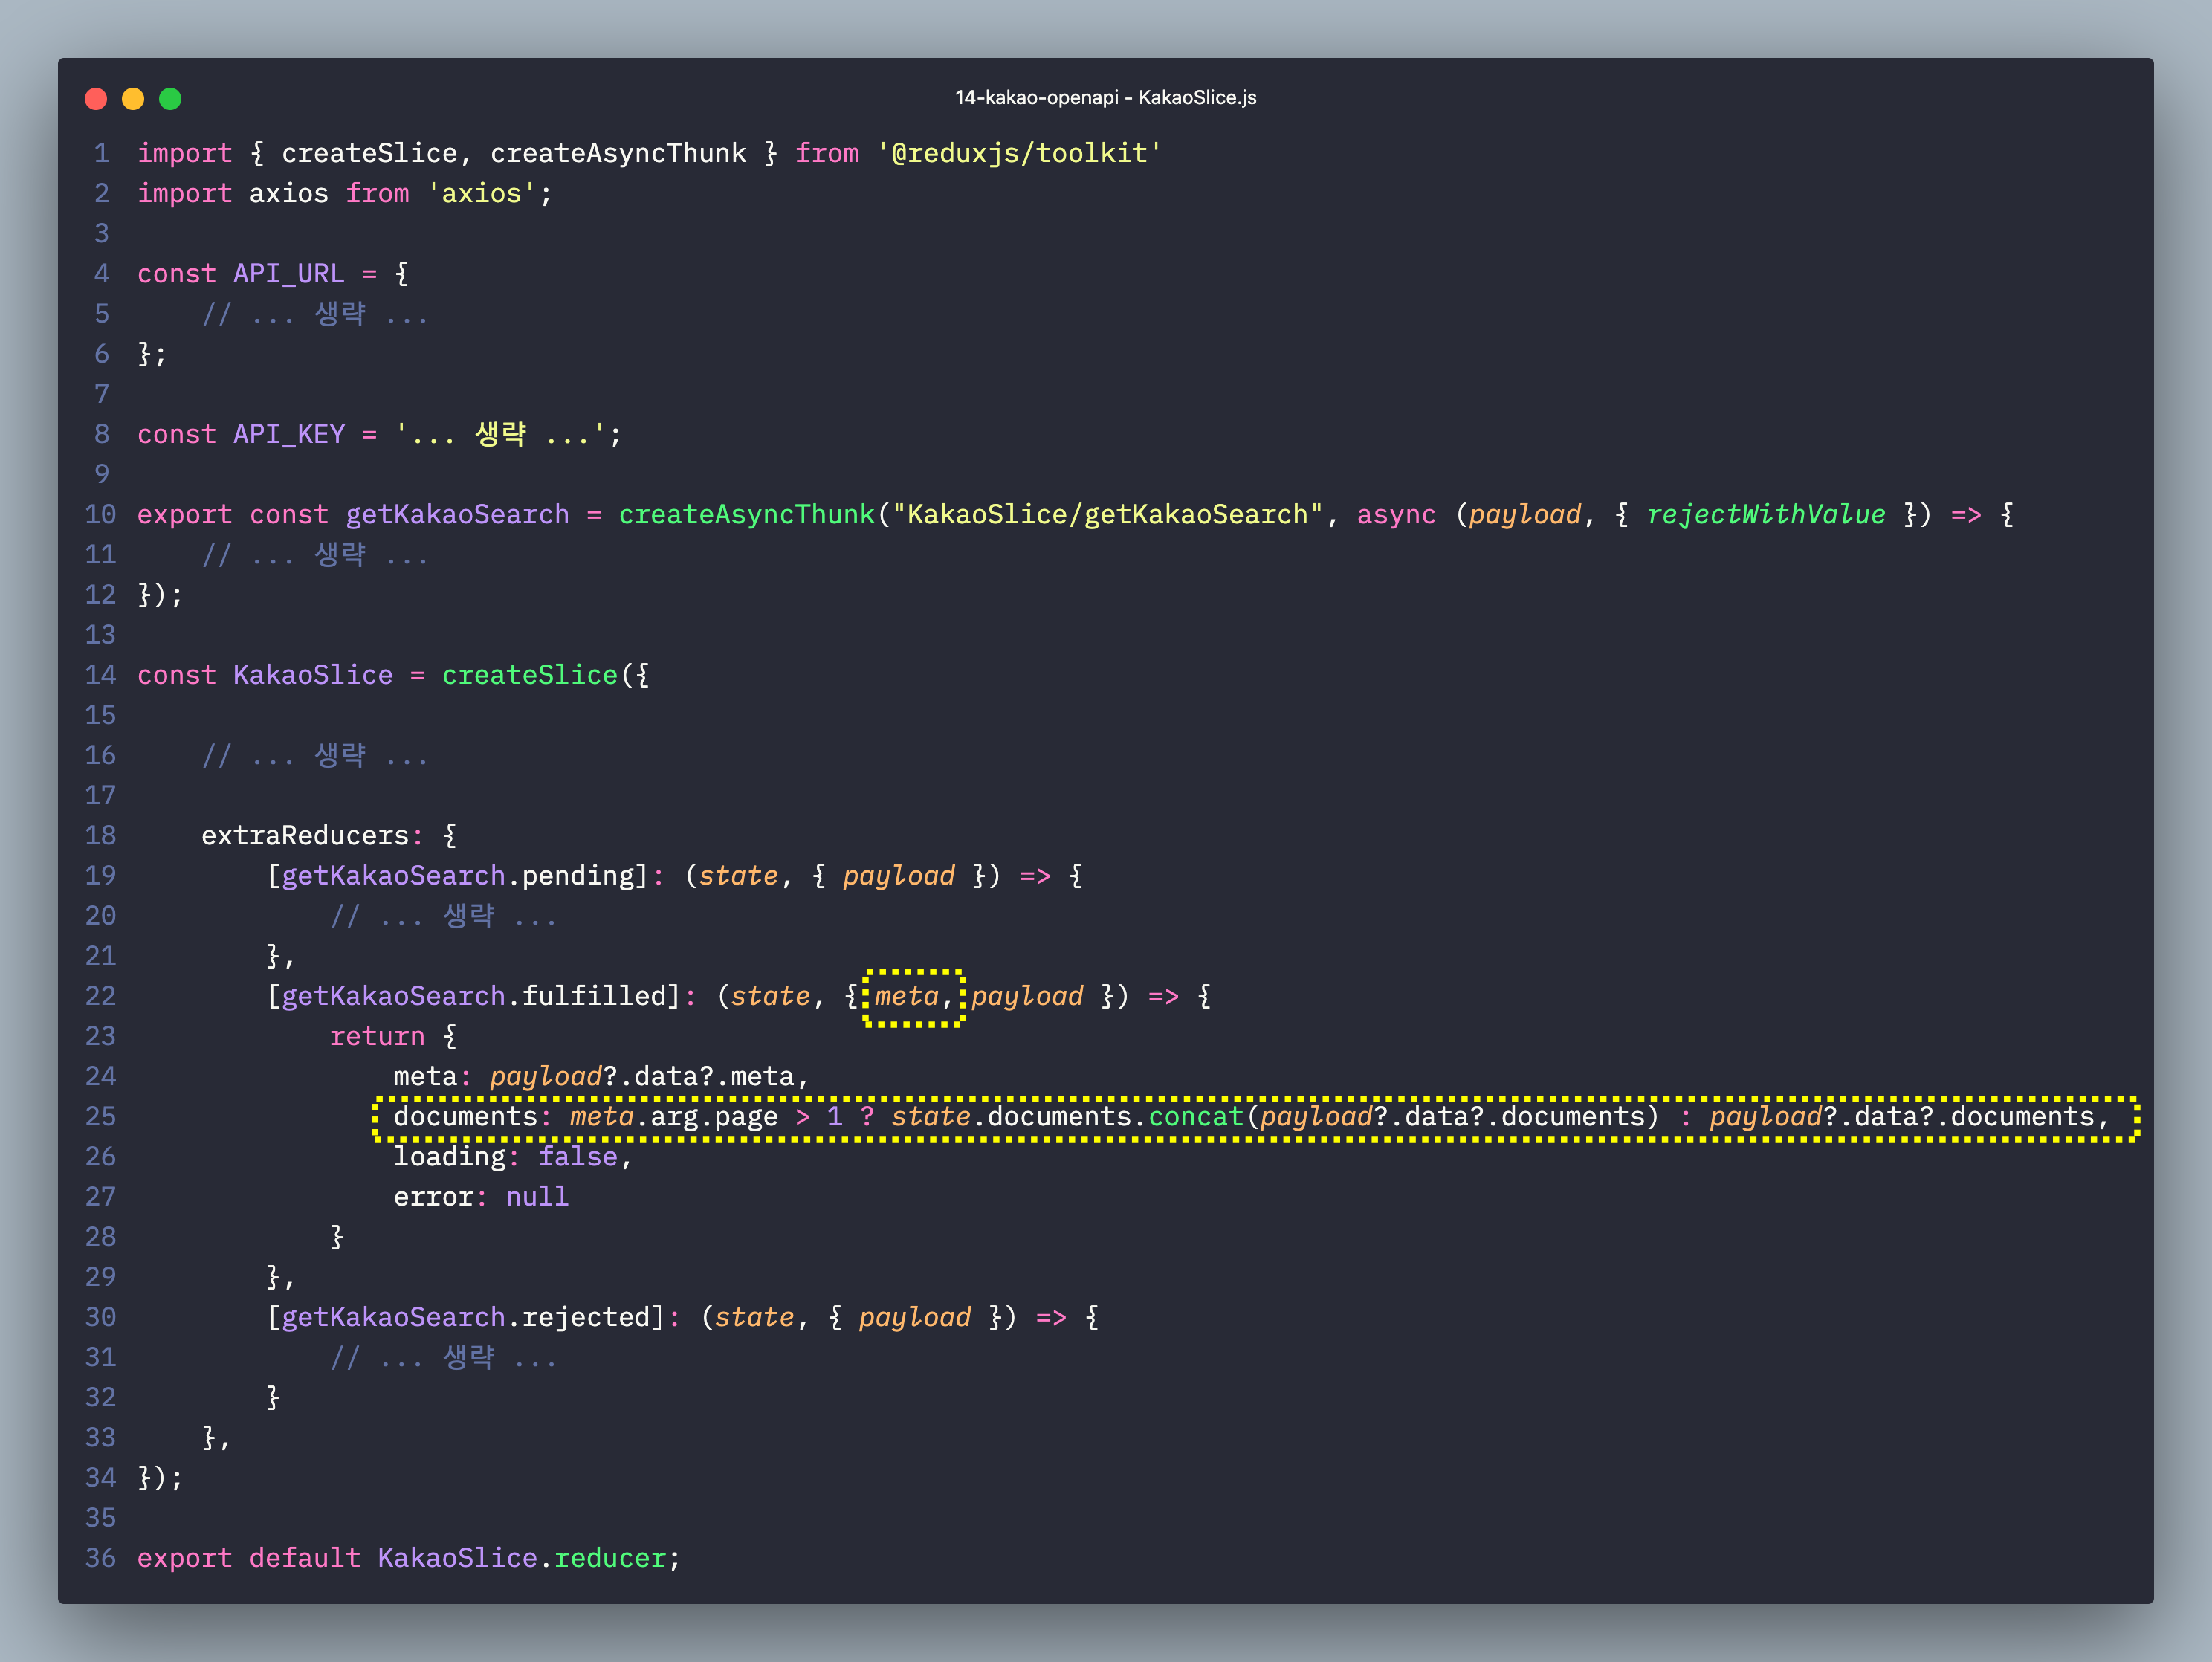 14-kakao-openapi - KakaoSlice.js
1 import { createSlice, createAsyncThunk } from '@reduxjs/toolkit'
2 import axios from 'axios';
3
4 const API_URL = {
5     // ... 생략 ...
6 };
7
8 const API_KEY = '... 생략 ...';
9
10 export const getKakaoSearch = createAsyncThunk("KakaoSlice/getKakaoSearch", async (payload, { rejectWithValue }) => {
11     // ... 생략 ...
12 });
13
14 const KakaoSlice = createSlice({
15
16     // ... 생략 ...
17
18     extraReducers: {
19         [getKakaoSearch.pending]: (state, { payload }) => {
20             // ... 생략 ...
21         },
22         [getKakaoSearch.fulfilled]: (state, { meta, payload }) => {
23             return {
24                 meta: payload?.data?.meta,
25                 documents: meta.arg.page > 1 ? state.documents.concat(payload?.data?.documents) : payload?.data?.documents,
26                 loading: false,
27                 error: null
28             }
29         },
30         [getKakaoSearch.rejected]: (state, { payload }) => {
31             // ... 생략 ...
32         }
33     },
34 });
35
36 export default KakaoSlice.reducer;